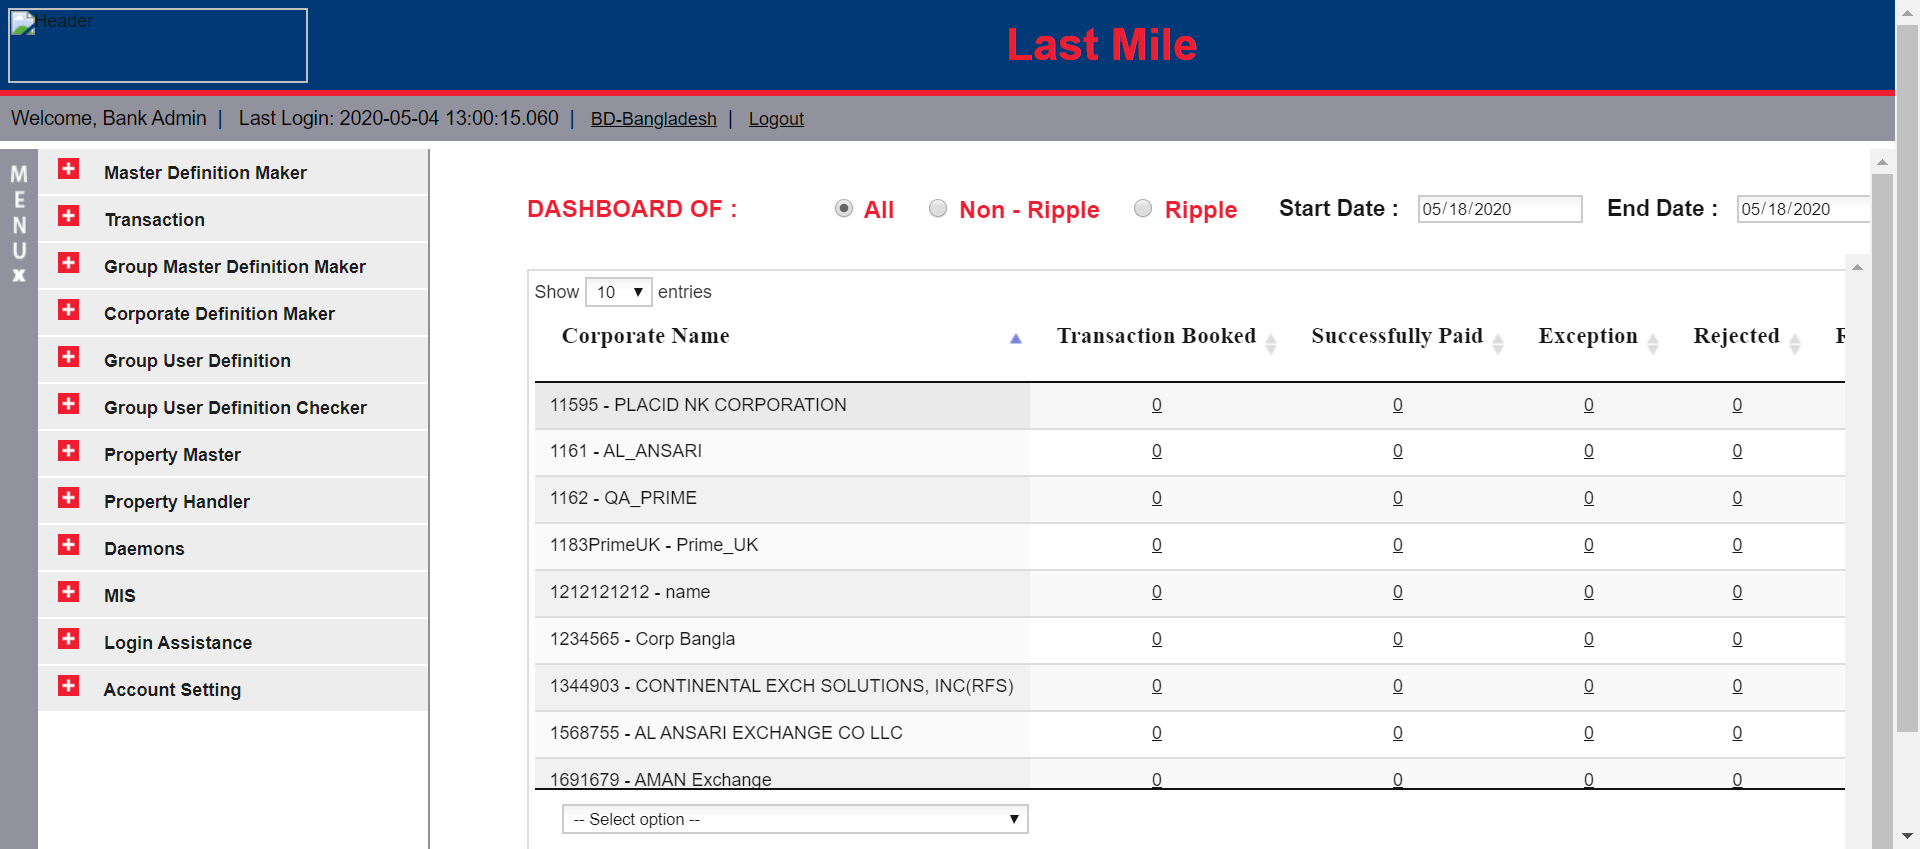 Header
Last Mile
Welcome, Bank Admin | Last Login: 2020-05-04 13:00:15.060 | BD-Bangladesh | Logout
MENU
x
Master Definition Maker
Transaction
Group Master Definition Maker
Corporate Definition Maker
Group User Definition
Group User Definition Checker
Property Master
Property Handler
Daemons
MIS
Login Assistance
Account Setting
DASHBOARD OF : All Non - Ripple Ripple Start Date : 05/18/2020 End Date : 05/18/2020
Show 10 entries
Corporate Name Transaction Booked Successfully Paid Exception Rejected
11595 - PLACID NK CORPORATION 0 0 0 0
1161 - AL_ANSARI 0 0 0 0
1162 - QA_PRIME 0 0 0 0
1183PrimeUK - Prime_UK 0 0 0 0
1212121212 - name 0 0 0 0
1234565 - Corp Bangla 0 0 0 0
1344903 - CONTINENTAL EXCH SOLUTIONS, INC(RFS) 0 0 0 0
1568755 - AL ANSARI EXCHANGE CO LLC 0 0 0 0
1691679 - AMAN Exchange 0 0 0 0
-- Select option --